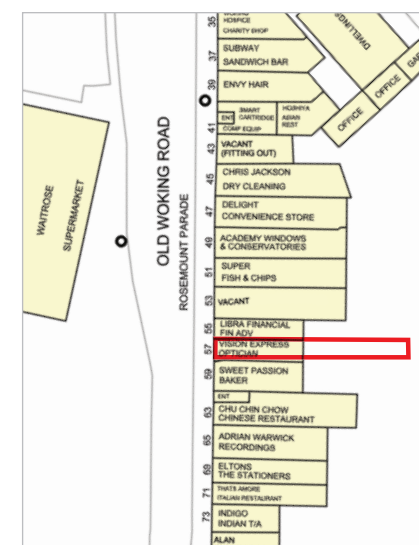 35
HOSPICE
CHARITY SHOP
37
SUBWAY
SANDWICH BAR
39
ENVY HAIR
41
ENT
SMART
CARTRIDGE
COMP EQUIP
HOSHIYA
ASIAN
REST
43
VACANT
(FITTING OUT)
45
CHRIS JACKSON
DRY CLEANING
47
DELIGHT
CONVENIENCE STORE
49
ACADEMY WINDOWS
& CONSERVATORIES
51
SUPER
FISH & CHIPS
53
VACANT
55
LIBRA FINANCIAL
FIN ADV
57
VISION EXPRESS
OPTICIAN
59
SWEET PASSION
BAKER
ENT
63
CHU CHIN CHOW
CHINESE RESTAURANT
65
ADRIAN WARWICK
RECORDINGS
69
ELTONS
THE STATIONERS
71
THATS AMORE
ITALIAN RESTAURANT
73
INDIGO
INDIAN T/A
ALAN
DWELLINGS
OFFICE
OFFICE
OLD WOKING ROAD
ROSEMOUNT PARADE
WAITROSE
SUPERMARKET